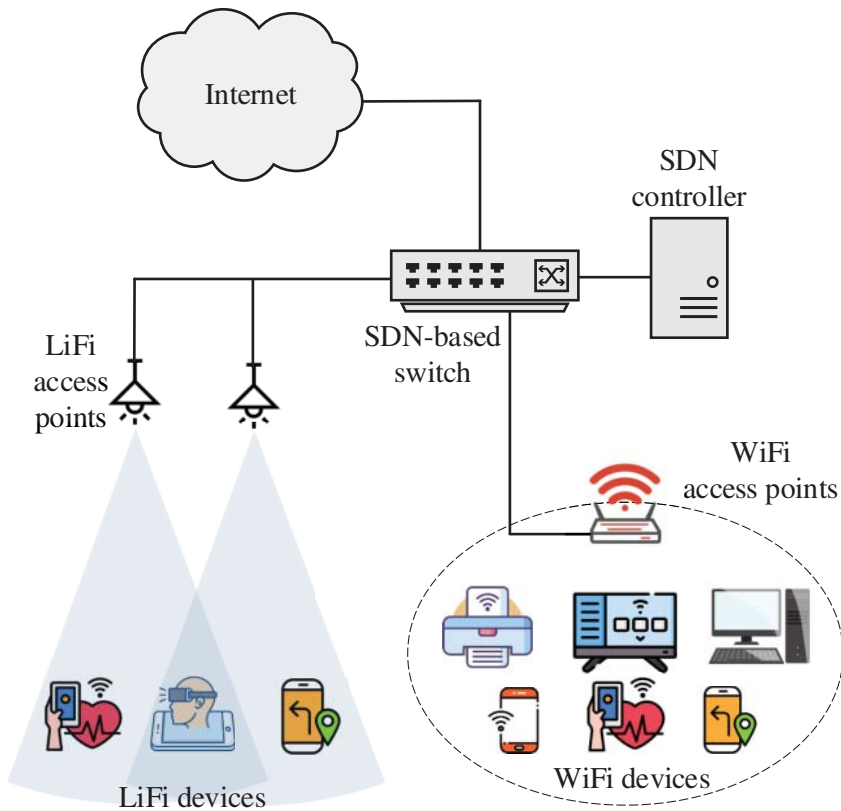 Internet
SDN
controller
SDN-based
switch
LiFi
access
points
WiFi
access points
LiFi devices
WiFi devices